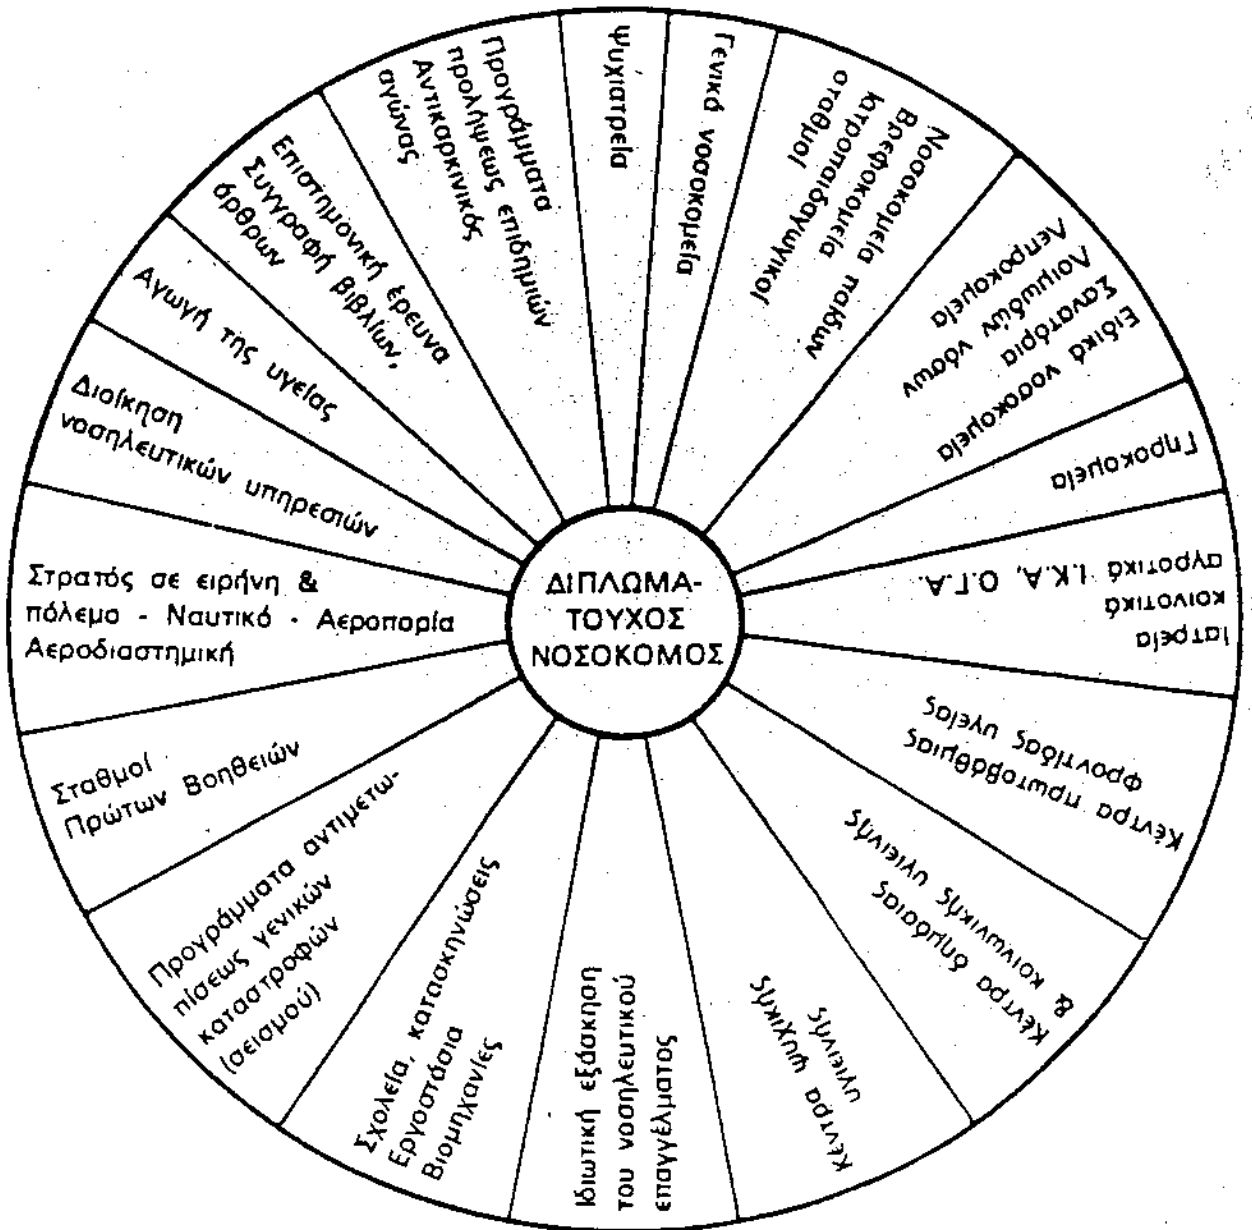 ΔΙΠΛΩΜΑ-
ΤΟΥΧΟΣ
ΝΟΣΟΚΟΜΟΣ
Ψυχιατρεία
Γενικά νοσοκομεία
Νοσοκομεία παίδων
Βρεφοκομεία
Ιατροπαιδαγωγικοί
σταθμοί
Ειδικά νοσοκομεία
Σανατόρια
Λοιμωδών νόσων
Λεπροκομεία
Γηροκομεία
Ιατρεία
κοινοτικά
αγροτικά Ι.Κ.Α, Ο.Γ.Α.
Κέντρα πρωτοβάθμιας
φροντίδας υγείας
Κέντρα δημόσιας
& κοινωνικής υγιεινής
Κέντρα ψυχικής
υγιεινής
Ιδιωτική εξάσκηση
του νοσηλευτικού
επαγγέλματος
Σχολεία, κατασκηνώσεις
Εργοστάσια
Βιομηχανίες
Προγράμματα αντιμετω-
πίσεως γενικών
καταστροφών
(σεισμού)
Σταθμοί
Πρώτων Βοηθειών
Στρατός σε ειρήνη &
πόλεμο - Ναυτικό - Αεροπορία
Αεροδιαστημική
Διοίκηση
νοσηλευτικών υπηρεσιών
Αγωγή της υγείας
Επιστημονική έρευνα
Συγγραφή βιβλίων,
άρθρων
Προγράμματα
προλήψεως επιδημιών
Αντικαρκινικός
αγώνας